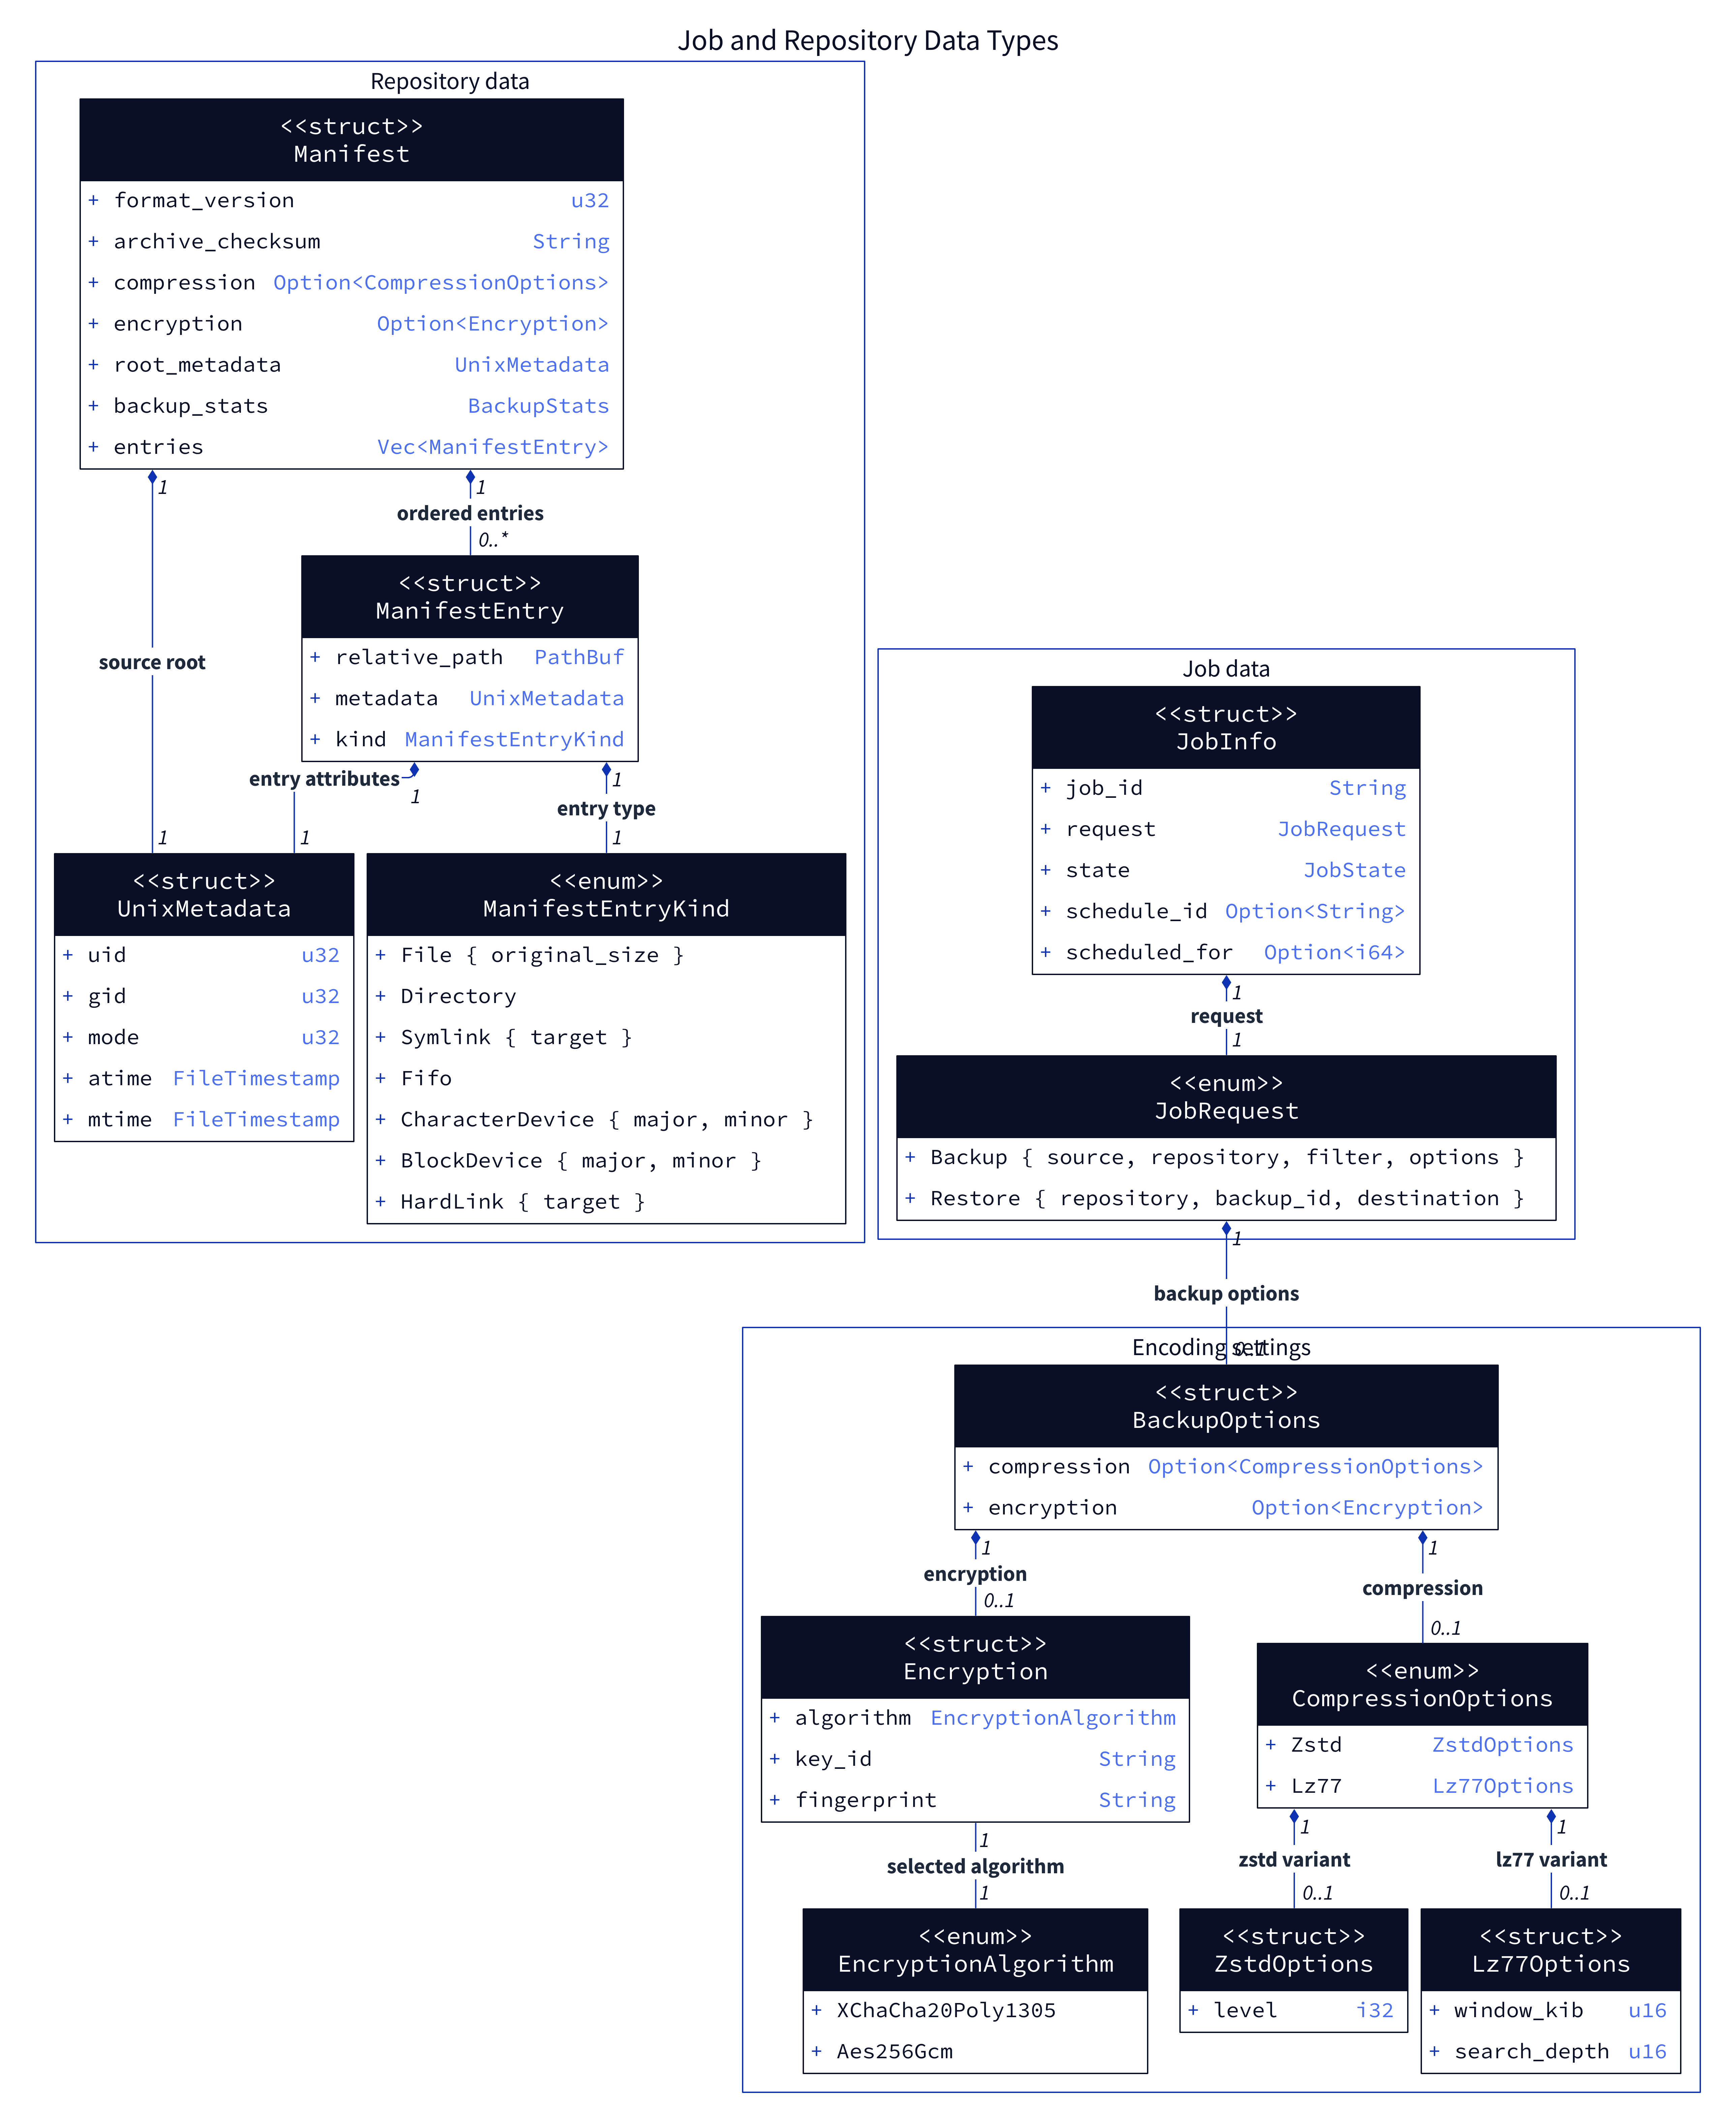 Job and Repository Data Types
Repository data
<<struct>>
Manifest
+ format_version u32
+ archive_checksum String
+ compression Option<CompressionOptions>
+ encryption Option<Encryption>
+ root_metadata UnixMetadata
+ backup_stats BackupStats
+ entries Vec<ManifestEntry>
1
1
ordered entries
0..*
<<struct>>
ManifestEntry
+ relative_path PathBuf
+ metadata UnixMetadata
+ kind ManifestEntryKind
source root
entry attributes
1
1
entry type
1
1
1
<<struct>>
UnixMetadata
+ uid u32
+ gid u32
+ mode u32
+ atime FileTimestamp
+ mtime FileTimestamp
<<enum>>
ManifestEntryKind
+ File { original_size }
+ Directory
+ Symlink { target }
+ Fifo
+ CharacterDevice { major, minor }
+ BlockDevice { major, minor }
+ HardLink { target }
Job data
<<struct>>
JobInfo
+ job_id String
+ request JobRequest
+ state JobState
+ schedule_id Option<String>
+ scheduled_for Option<i64>
1
request
1
<<enum>>
JobRequest
+ Backup { source, repository, filter, options }
+ Restore { repository, backup_id, destination }
1
backup options
0..1
Encoding settings
<<struct>>
BackupOptions
+ compression Option<CompressionOptions>
+ encryption Option<Encryption>
1
encryption
0..1
1
compression
0..1
<<struct>>
Encryption
+ algorithm EncryptionAlgorithm
+ key_id String
+ fingerprint String
<<enum>>
CompressionOptions
+ Zstd ZstdOptions
+ Lz77 Lz77Options
1
selected algorithm
1
1
zstd variant
0..1
1
lz77 variant
0..1
<<enum>>
EncryptionAlgorithm
+ XChaCha20Poly1305
+ Aes256Gcm
<<struct>>
ZstdOptions
+ level i32
<<struct>>
Lz77Options
+ window_kib u16
+ search_depth u16